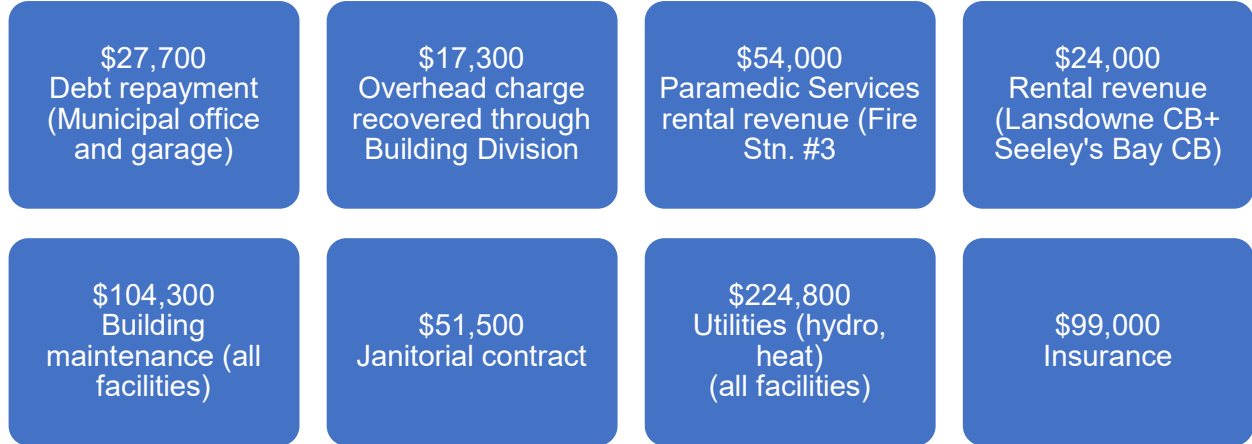 $27,700
Debt repayment
(Municipal office
and garage)
$17,300
Overhead charge
recovered through
Building Division
$54,000
Paramedic Services
rental revenue (Fire
Stn. #3
$24,000
Rental revenue
(Lansdowne CB+
Seeley's Bay CB)
$104,300
Building
maintenance (all
facilities)
$51,500
Janitorial contract
$224,800
Utilities (hydro,
heat)
(all facilities)
$99,000
Insurance